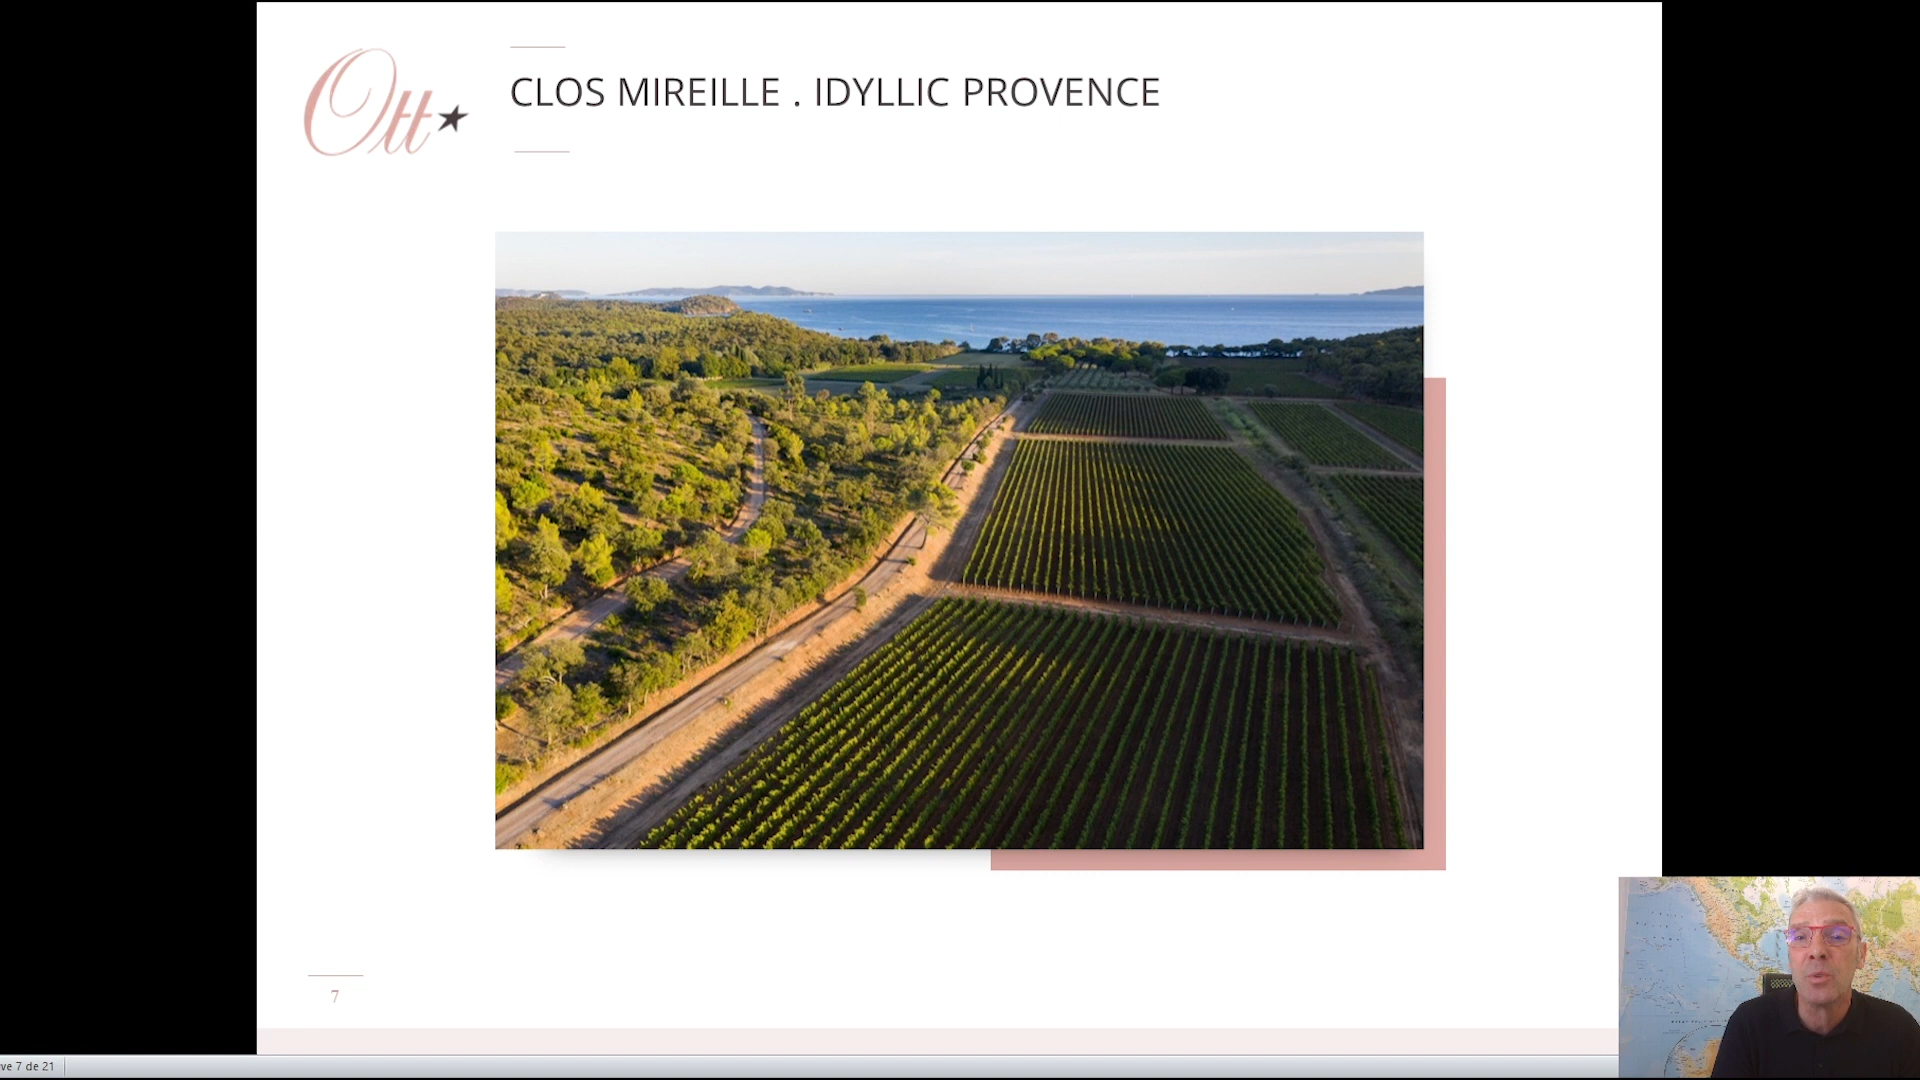 Ott
CLOS MIREILLE . IDYLLIC PROVENCE
7
ve 7 de 21